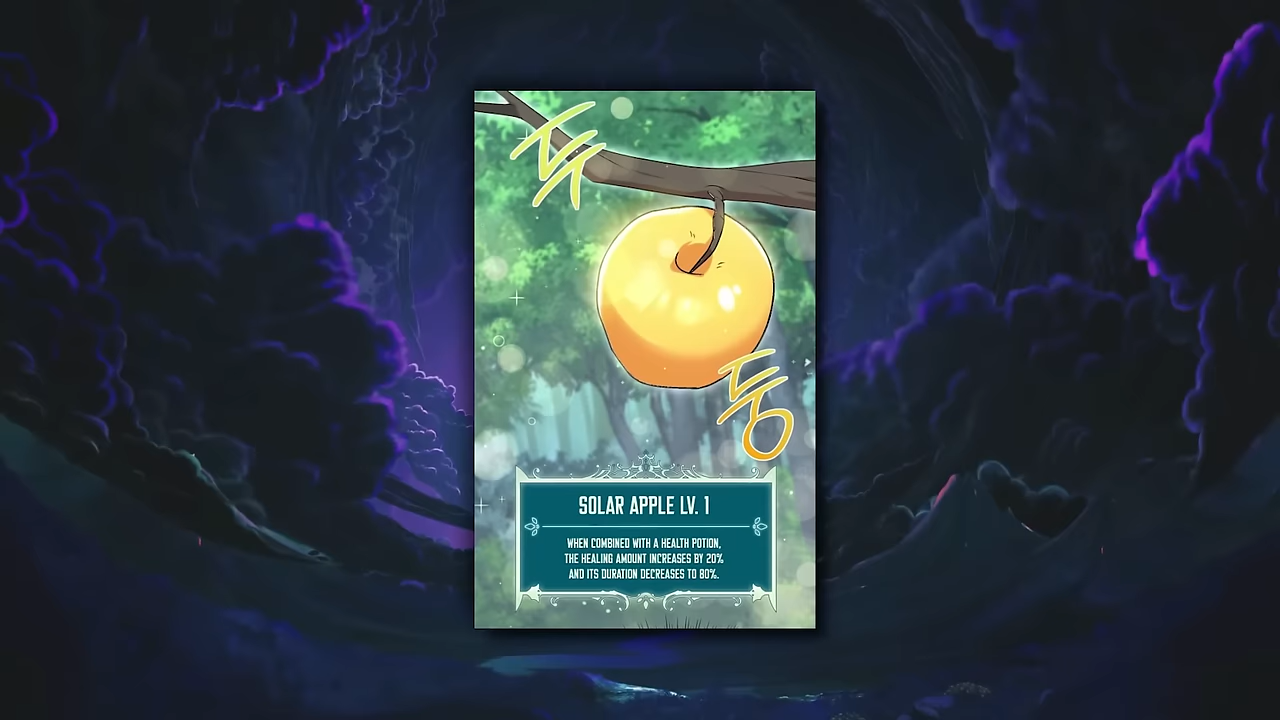 두
둥
SOLAR APPLE LV. 1
WHEN COMBINED WITH A HEALTH POTION,
THE HEALING AMOUNT INCREASES BY 20%
AND ITS DURATION DECREASES TO 80%.